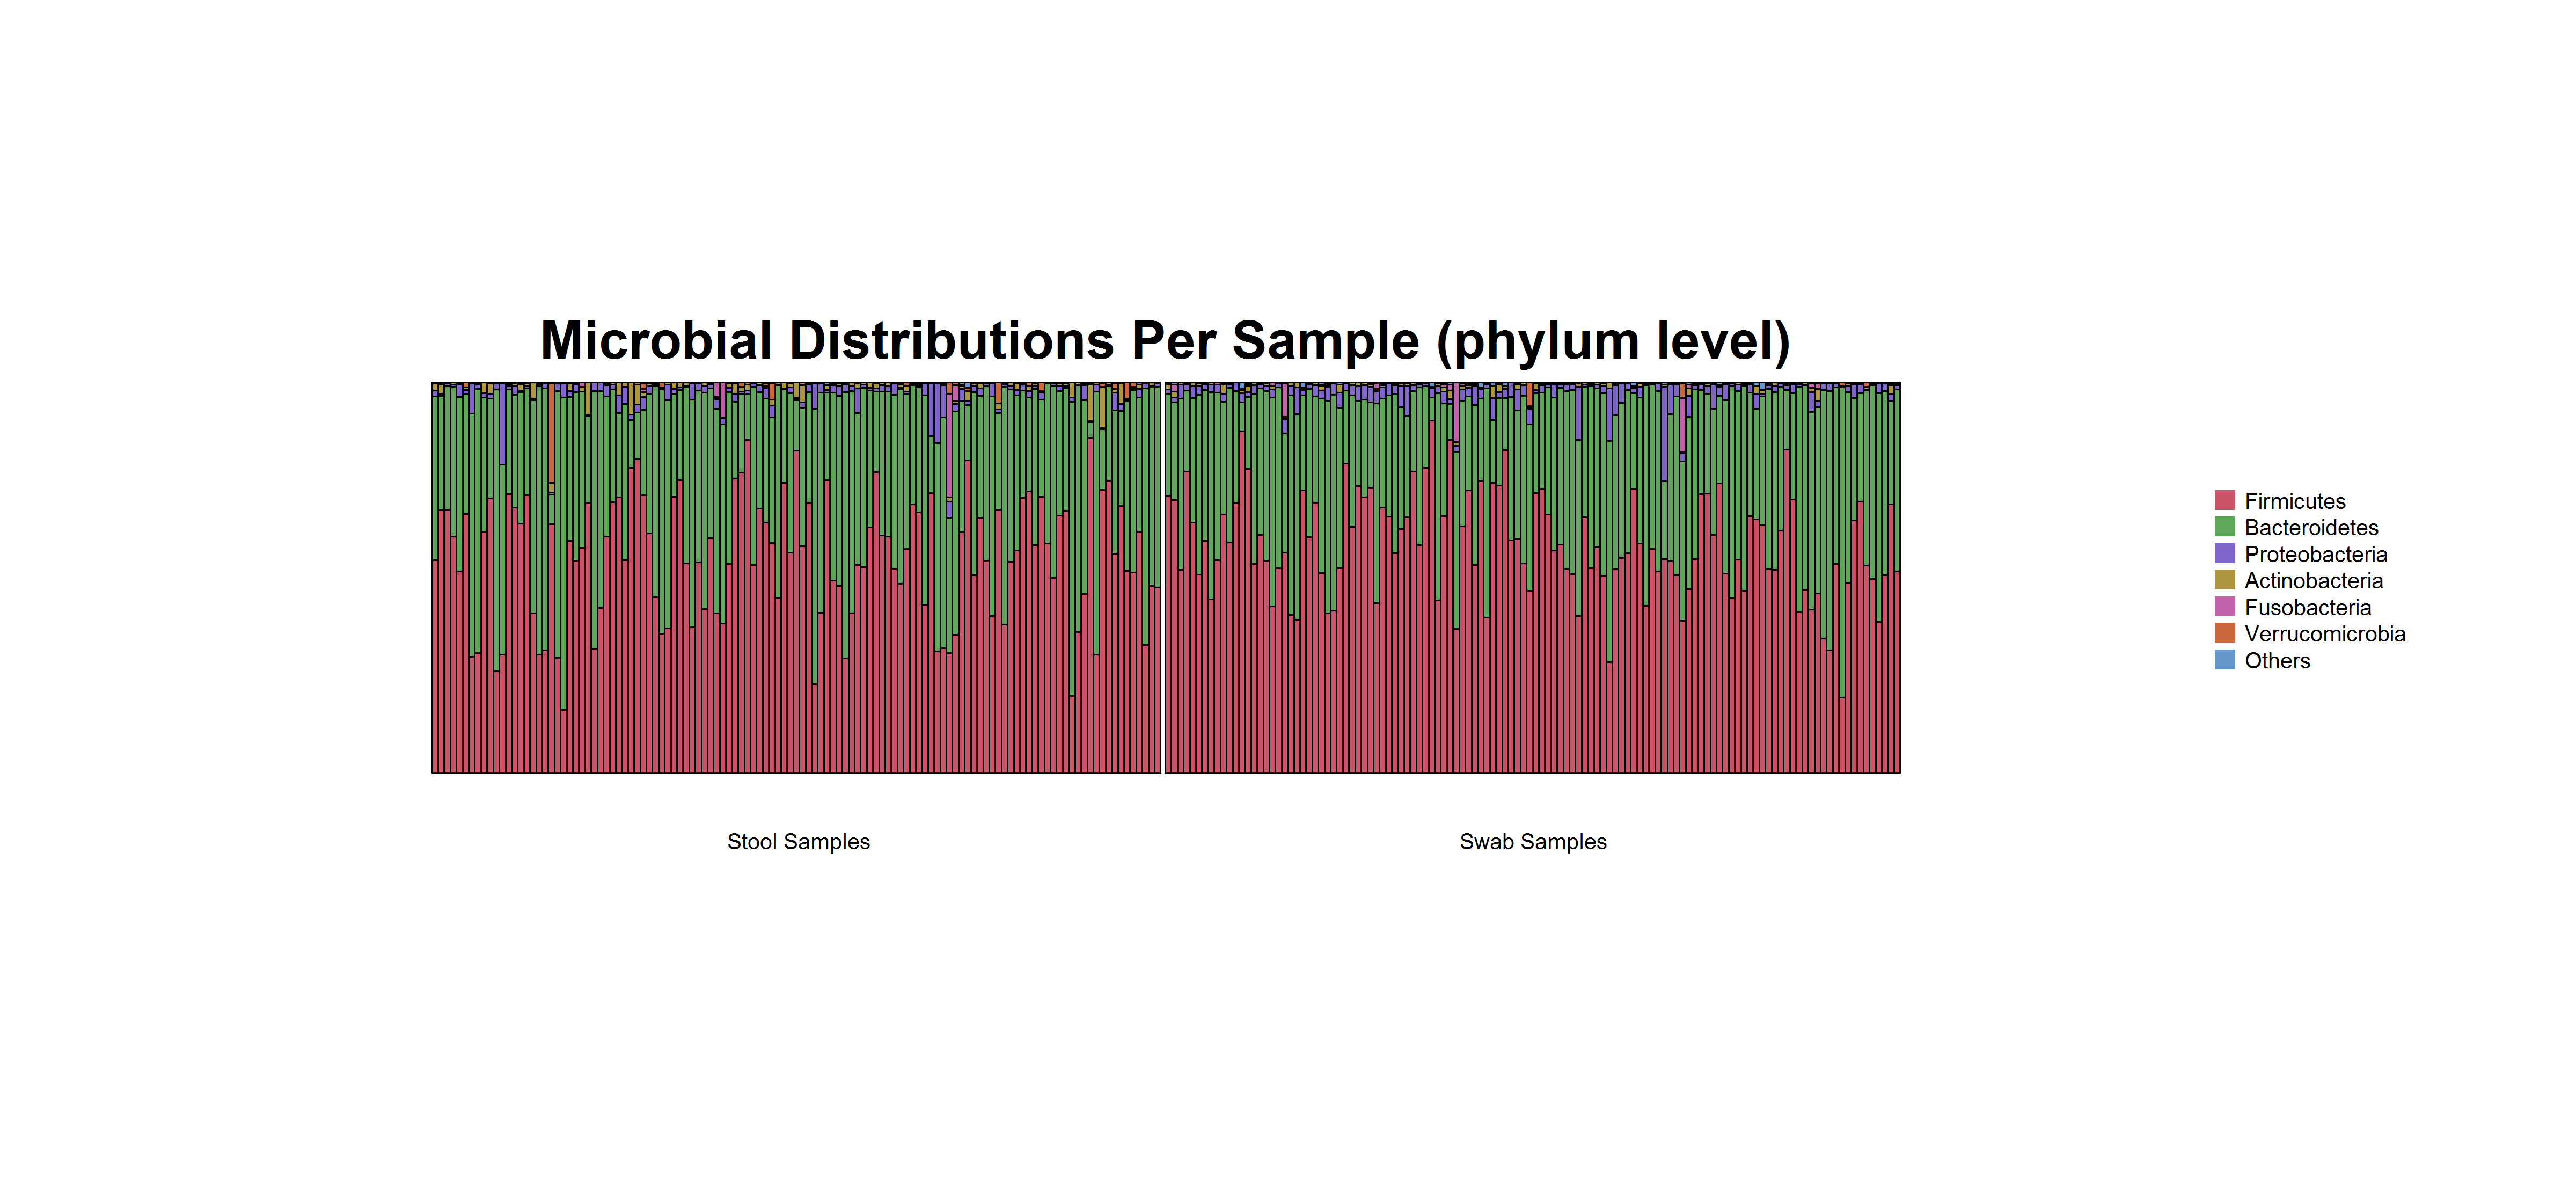 Microbial Distributions Per Sample (phylum level)
Firmicutes
Bacteroidetes
Proteobacteria
Actinobacteria
Fusobacteria
Verrucomicrobia
Others
Stool Samples
Swab Samples